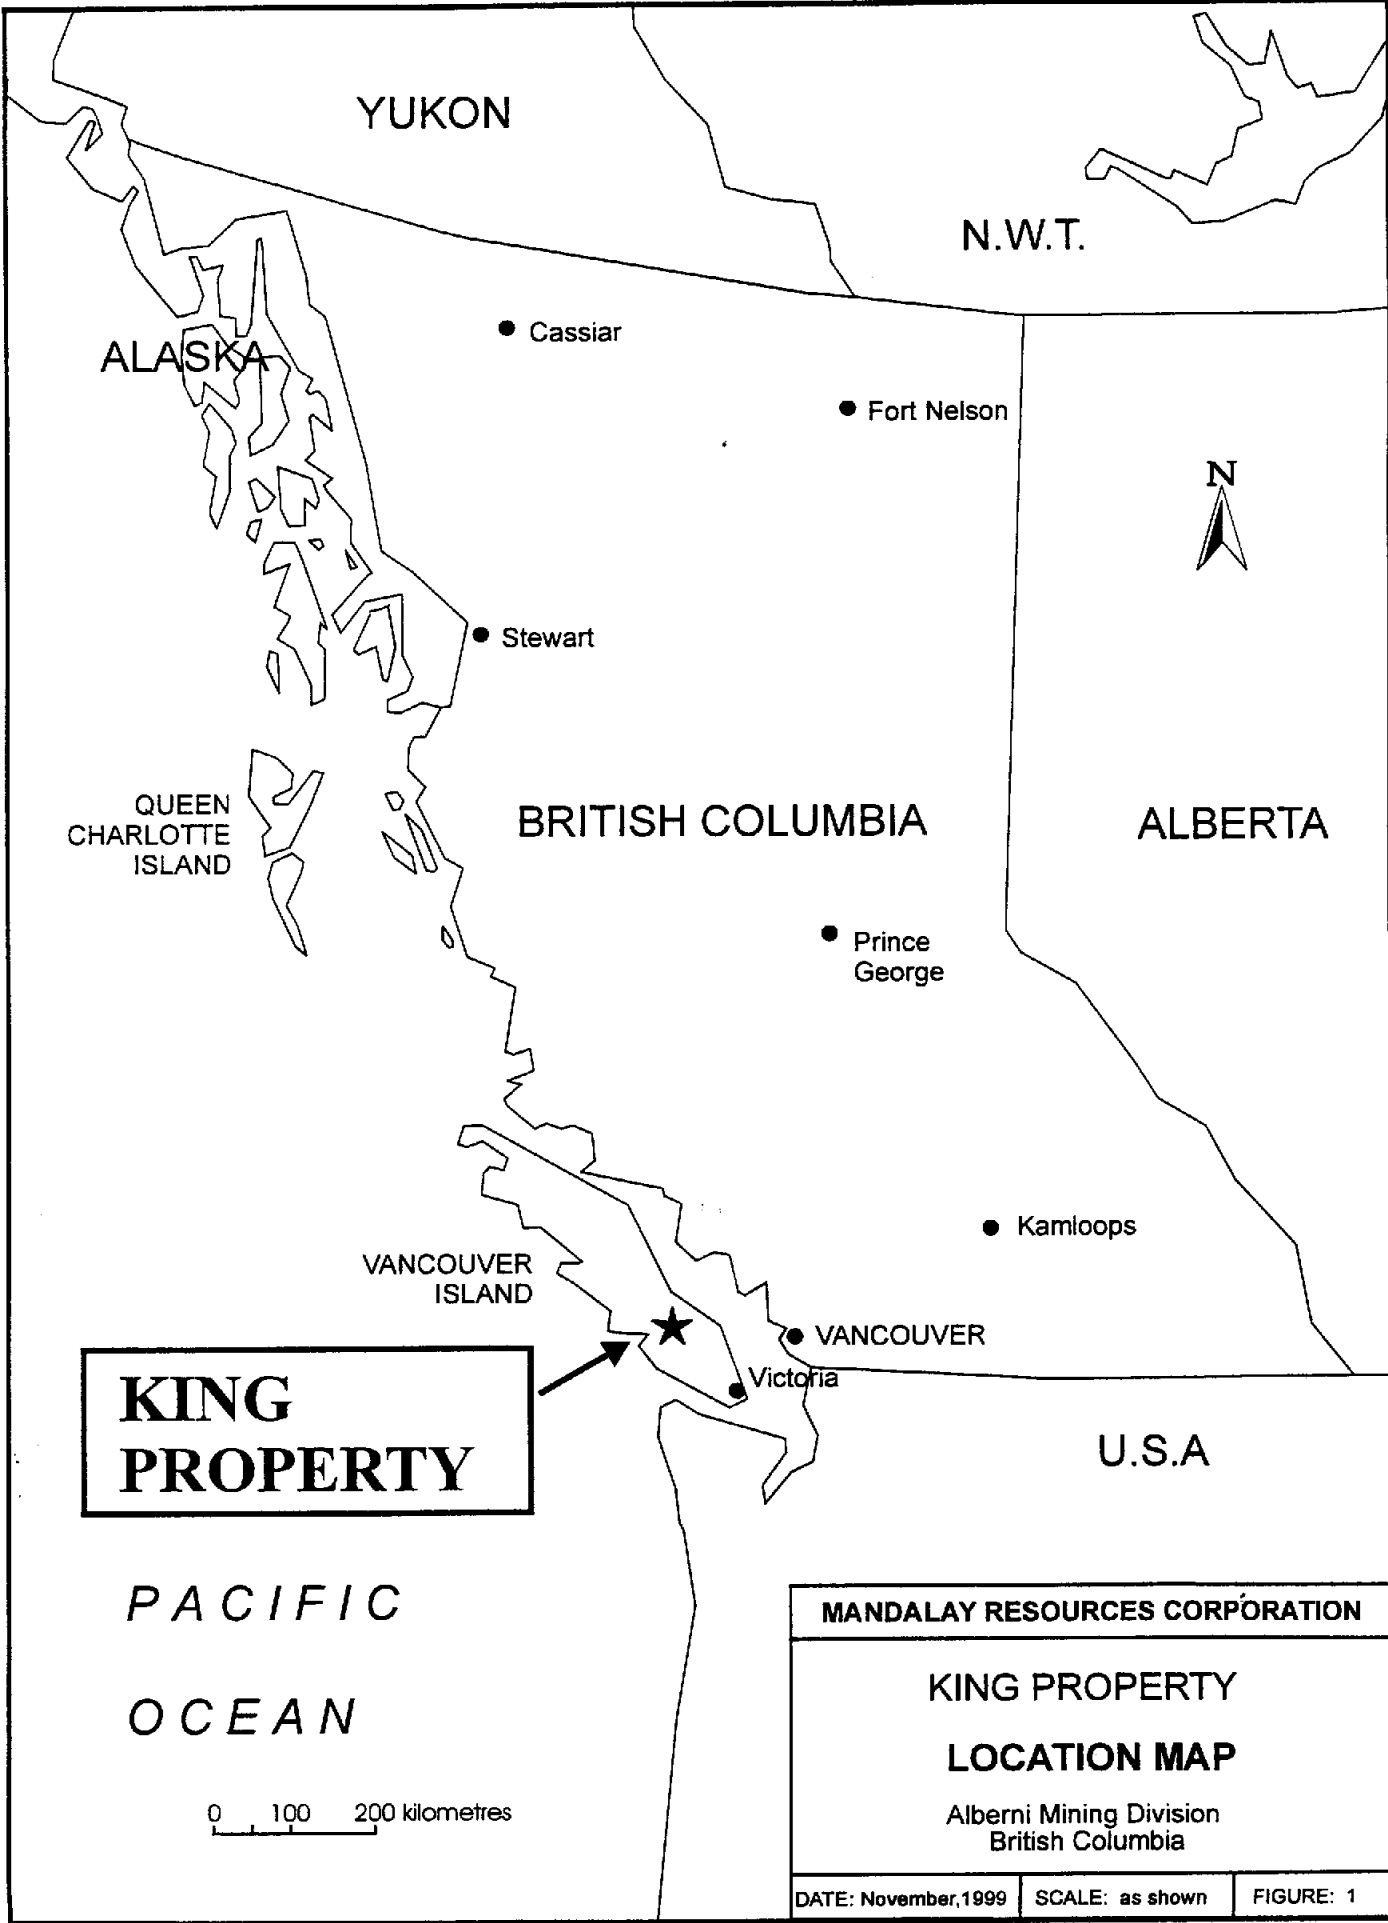 YUKON
N.W.T.
ALASKA
Cassiar
Fort Nelson
N
Stewart
QUEEN
CHARLOTTE
ISLAND
BRITISH COLUMBIA
ALBERTA
Prince
George
Kamloops
VANCOUVER
ISLAND
VANCOUVER
Victoria
KING
PROPERTY
U.S.A
PACIFIC
OCEAN
0 100 200 kilometres
MANDALAY RESOURCES CORPORATION
KING PROPERTY
LOCATION MAP
Alberni Mining Division
British Columbia
DATE: November,1999 SCALE: as shown FIGURE: 1